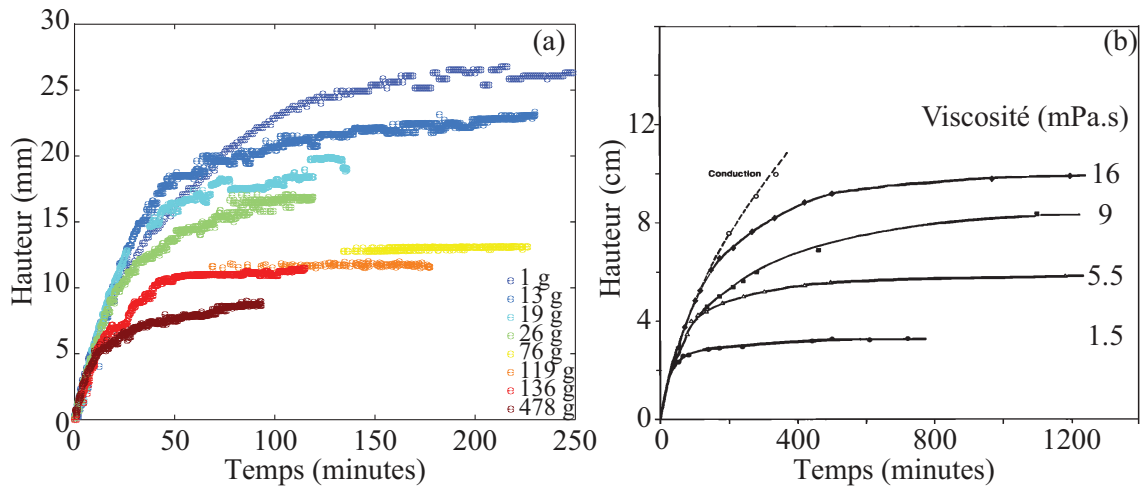 (a)
30
25
20
15
10
5
0
Hauteur (mm)
0 50 100 150 200 250
Temps (minutes)
1 g
13 g
19 g
26 g
76 g
119 g
136 g
478 g
(b)
Viscosité (mPa.s)
12
8
4
0
Hauteur (cm)
Conduction
16
9
5.5
1.5
0 400 800 1200
Temps (minutes)